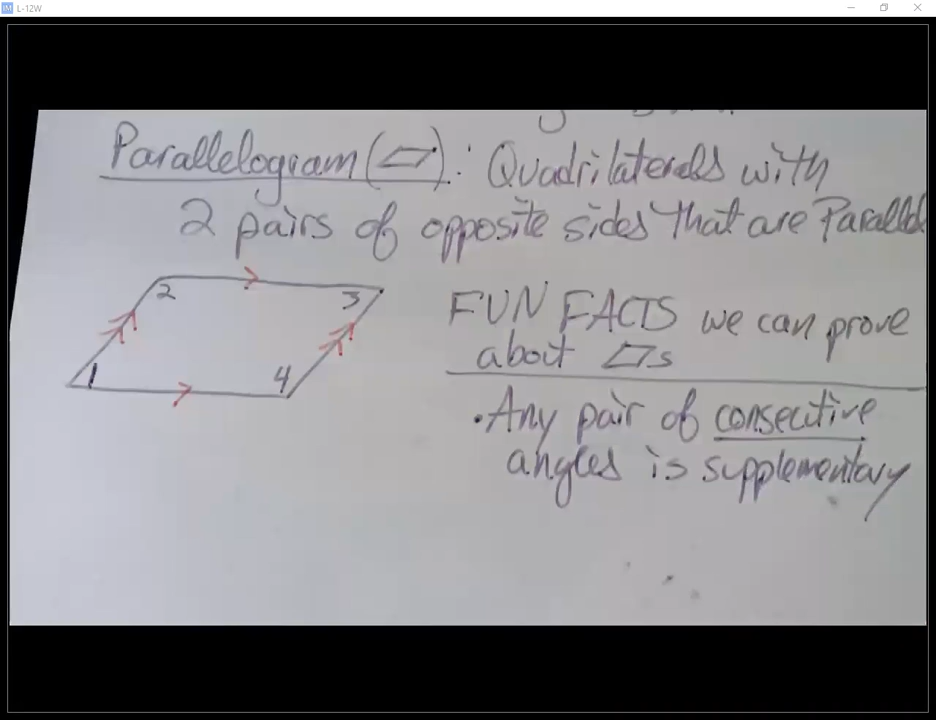 L-12W
Parallelogram (▱): Quadrilaterals with
2 pairs of opposite sides that are Parallel
2 3
1 4
FUN FACTS we can prove
about ▱s
• Any pair of consecutive
angles is supplementary